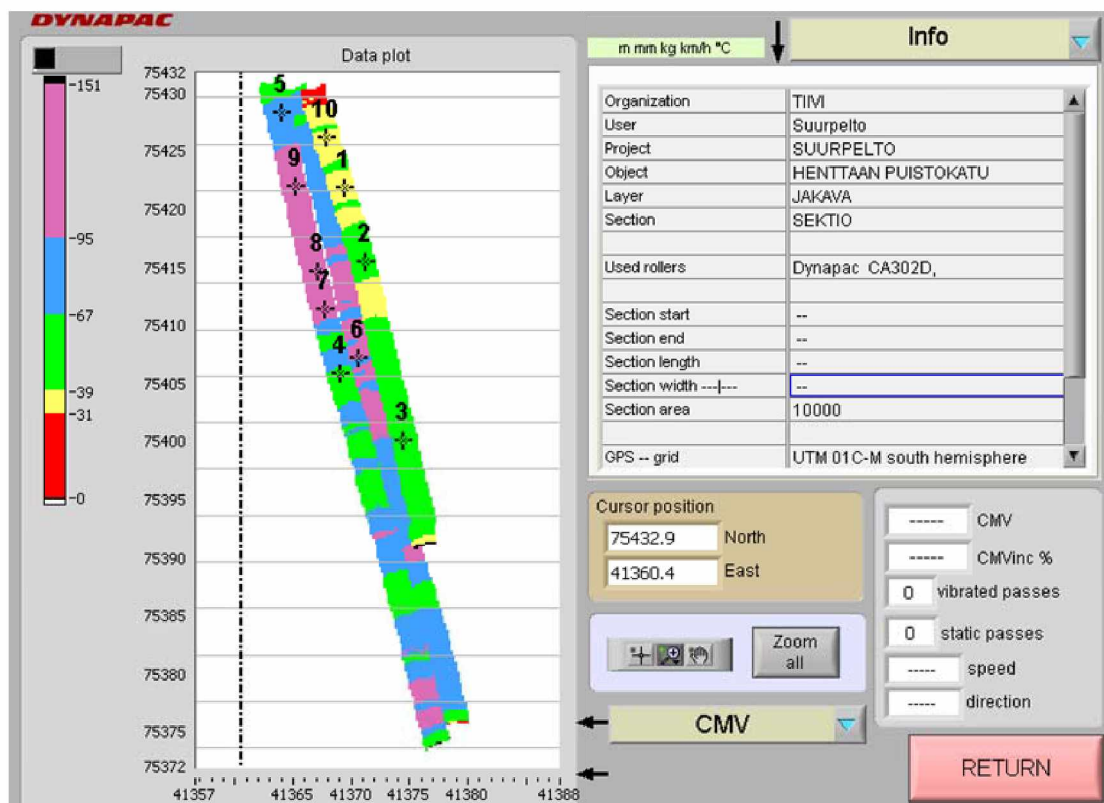 DYNAPAC
Data plot
-151
-95
-67
-39
-31
-0
75432
75430
75425
75420
75415
75410
75405
75400
75395
75390
75385
75380
75375
75372
41357
41365
41370
41375
41380
41388
5
10
9
1
2
8
7
6
4
3
m mm kg km/h °C
Info
Organization TIIVI
User Suurpelto
Project SUURPELTO
Object HENTTAAN PUISTOKATU
Layer JAKAVA
Section SEKTIO
Used rollers Dynapac CA302D,
Section start --
Section end --
Section length --
Section width ---|--- --
Section area 10000
GPS -- grid UTM 01C-M south hemisphere
Cursor position
75432.9 North
41360.4 East
Zoom
all
CMV
----- CMV
----- CMVinc %
0 vibrated passes
0 static passes
----- speed
----- direction
RETURN